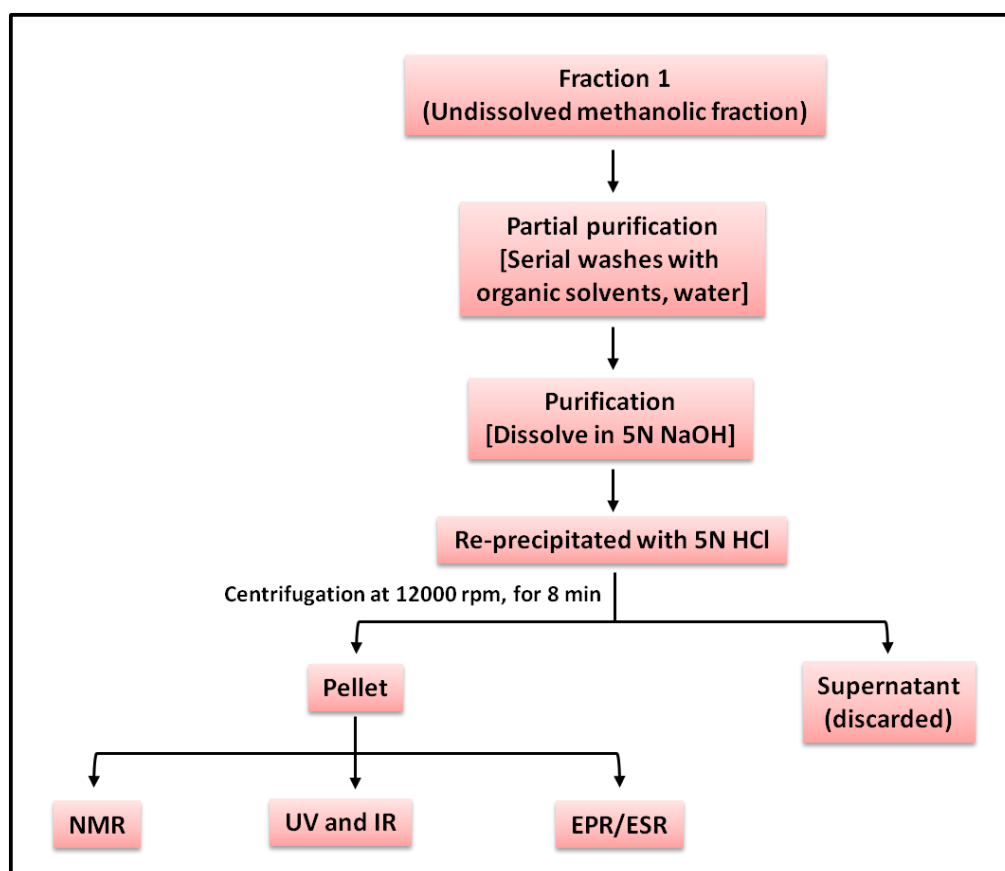 Fraction 1
(Undissolved methanolic fraction)
Partial purification
[Serial washes with
organic solvents, water]
Purification
[Dissolve in 5N NaOH]
Re-precipitated with 5N HCl
Centrifugation at 12000 rpm, for 8 min
Pellet
Supernatant
(discarded)
NMR
UV and IR
EPR/ESR